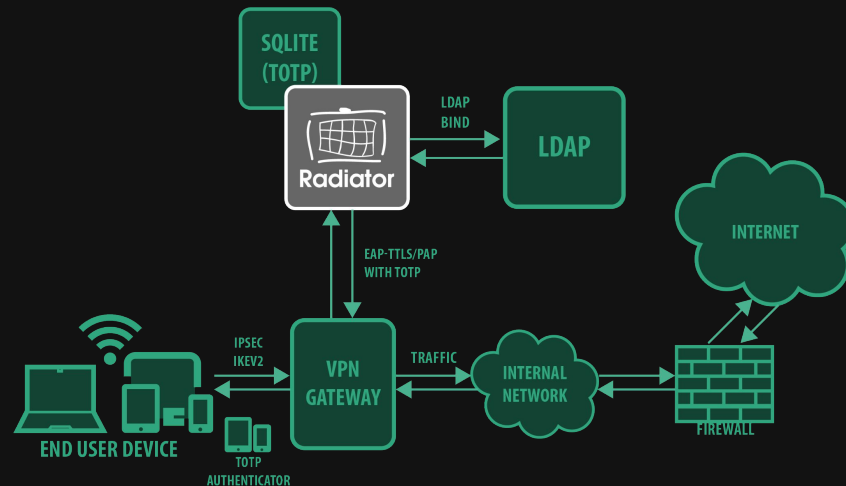 SQLITE
(TOTP)
Radiator
LDAP
BIND
LDAP
INTERNET
EAP-TTLS/PAP
WITH TOTP
IPSEC
IKEV2
VPN
GATEWAY
TRAFFIC
INTERNAL
NETWORK
FIREWALL
END USER DEVICE
TOTP
AUTHENTICATOR